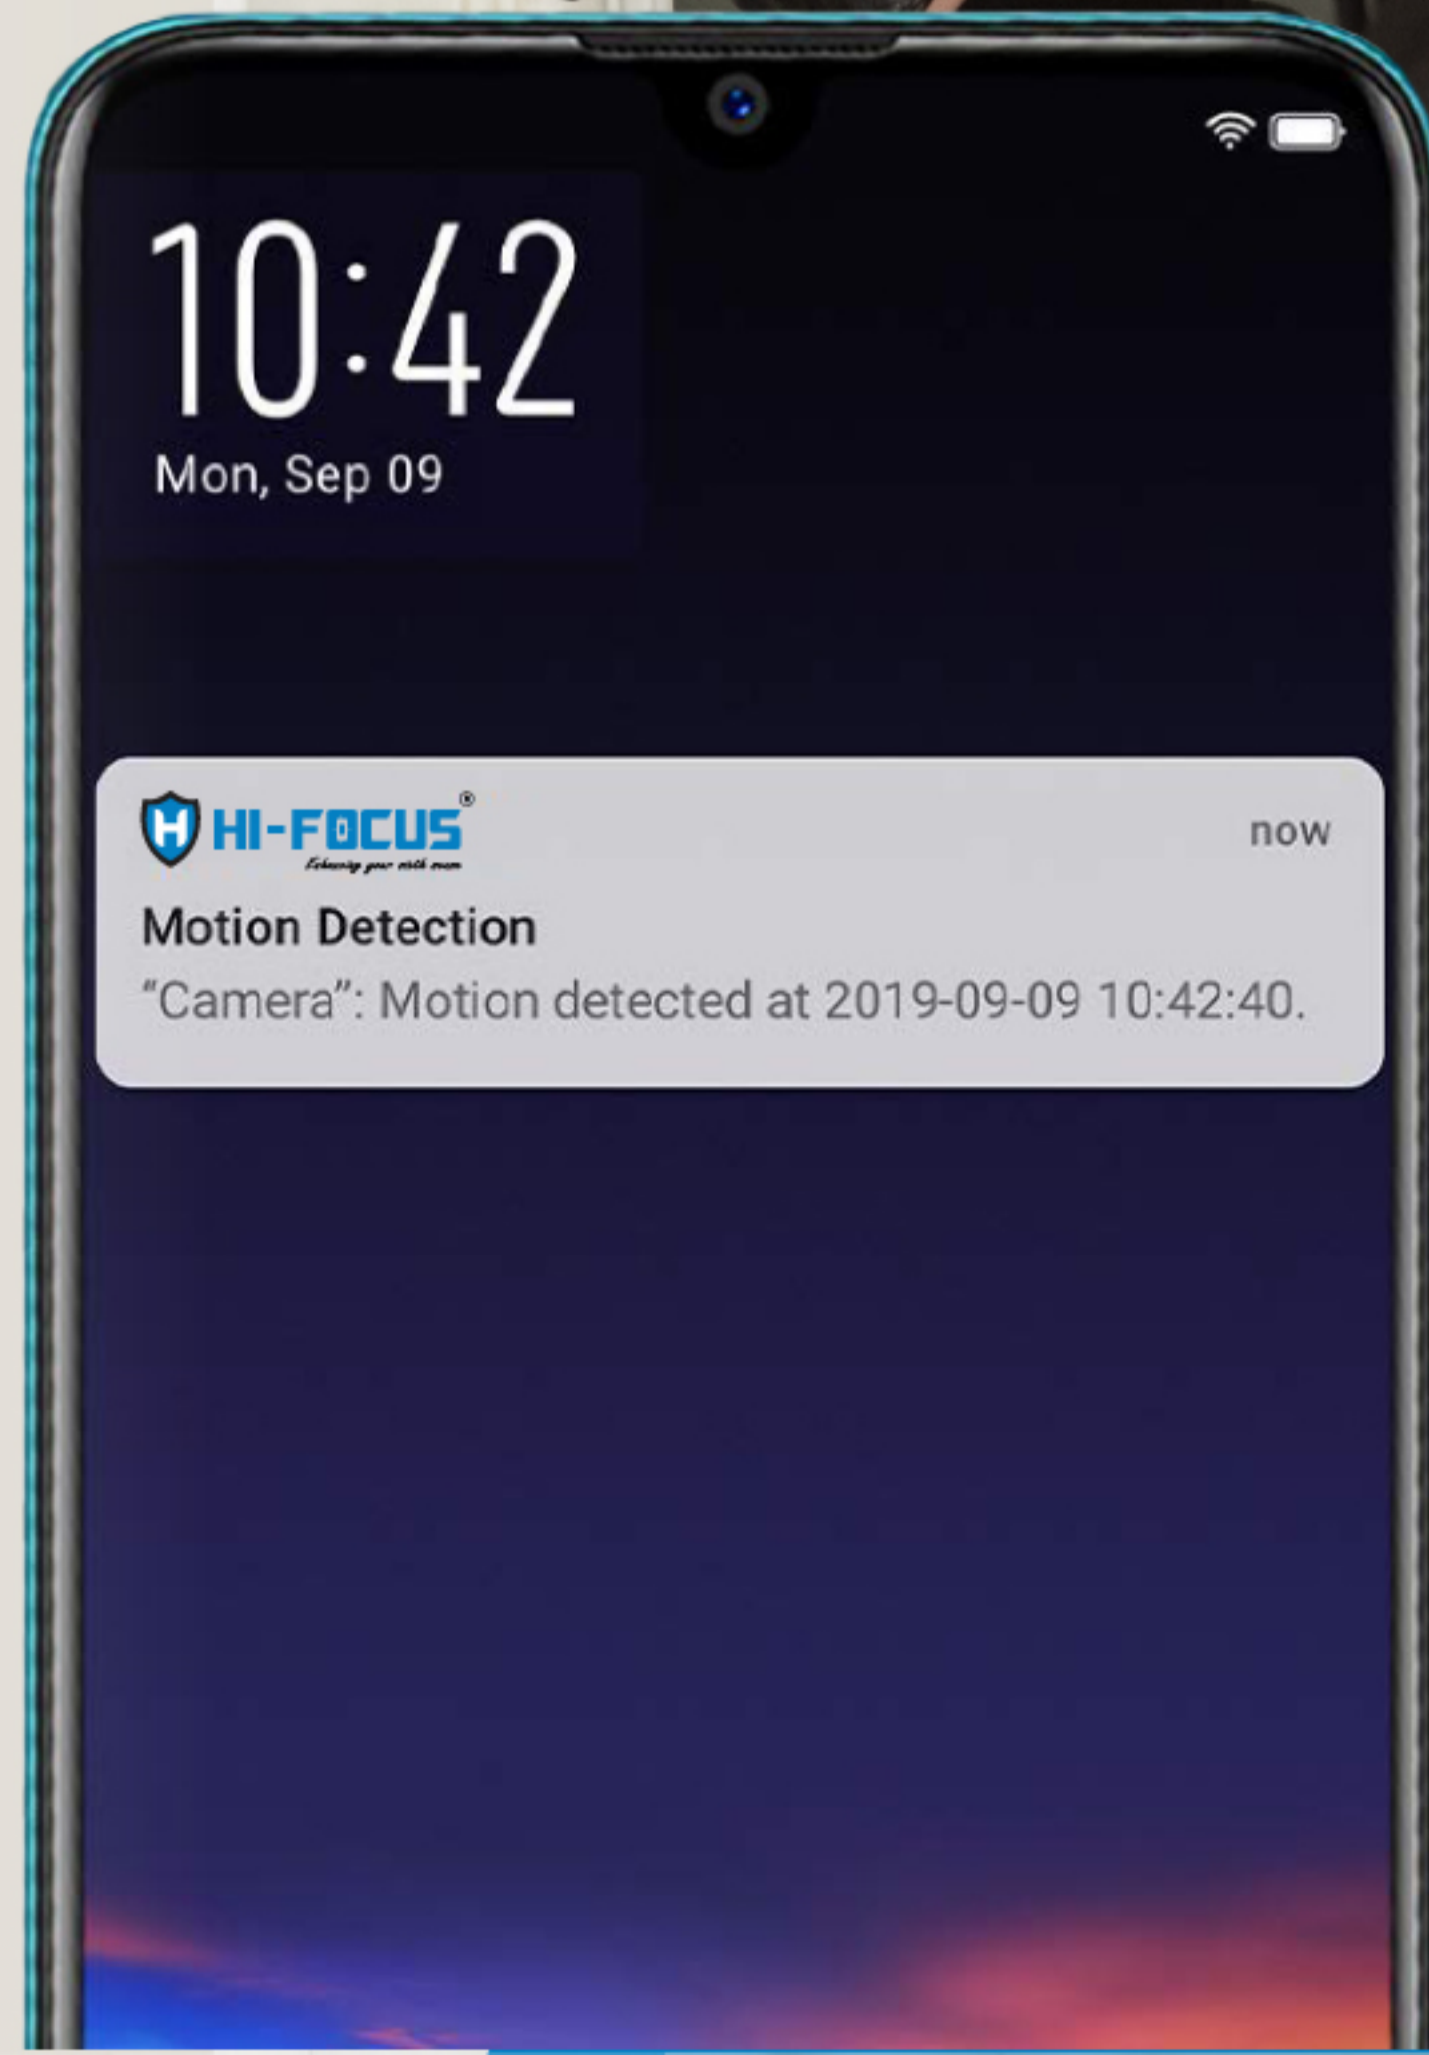 10:42
Mon, Sep 09
H HI-FOCUS®
now
Motion Detection
“Camera”: Motion detected at 2019-09-09 10:42:40.